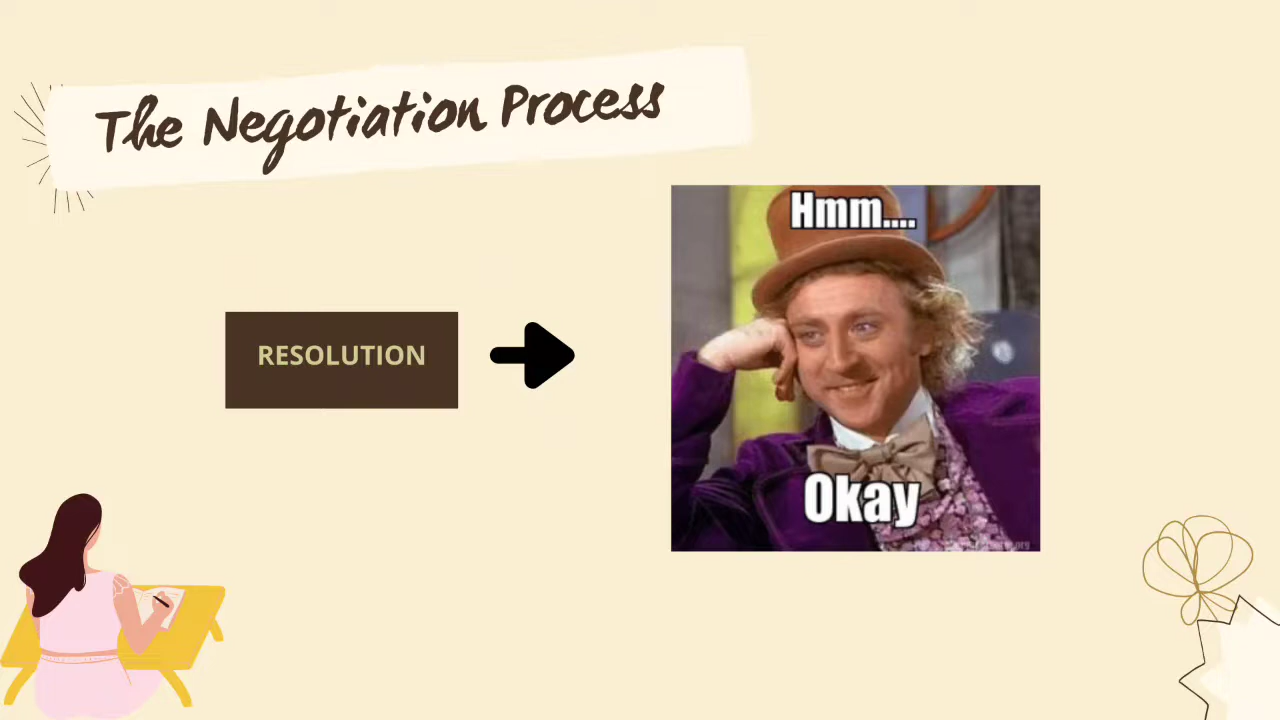 The Negotiation Process
Hmm....
RESOLUTION
Okay